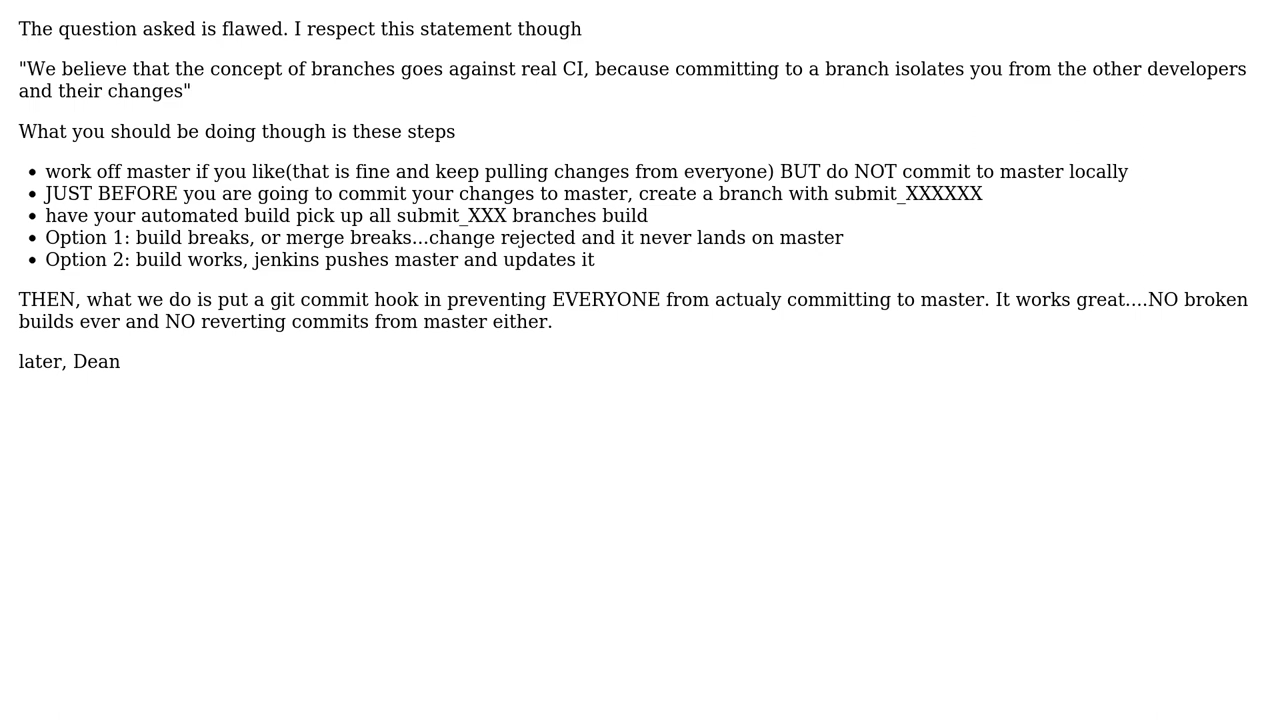 The question asked is flawed. I respect this statement though
"We believe that the concept of branches goes against real CI, because committing to a branch isolates you from the other developers
and their changes"
What you should be doing though is these steps
• work off master if you like(that is fine and keep pulling changes from everyone) BUT do NOT commit to master locally
• JUST BEFORE you are going to commit your changes to master, create a branch with submit_XXXXXX
• have your automated build pick up all submit_XXX branches build
• Option 1: build breaks, or merge breaks...change rejected and it never lands on master
• Option 2: build works, jenkins pushes master and updates it
THEN, what we do is put a git commit hook in preventing EVERYONE from actualy committing to master. It works great....NO broken
builds ever and NO reverting commits from master either.
later, Dean